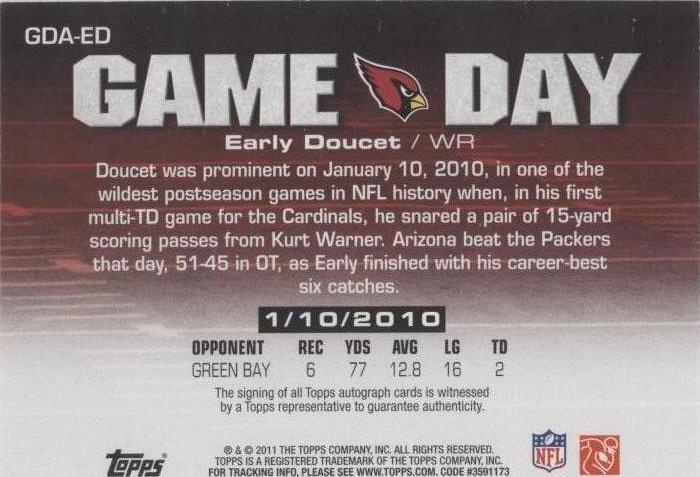 GDA-ED
GAME DAY
Early Doucet / WR
Doucet was prominent on January 10, 2010, in one of the
wildest postseason games in NFL history when, in his first
multi-TD game for the Cardinals, he snared a pair of 15-yard
scoring passes from Kurt Warner. Arizona beat the Packers
that day, 51-45 in OT, as Early finished with his career-best
six catches.
1/10/2010
OPPONENT REC YDS AVG LG TD
GREEN BAY 6 77 12.8 16 2
The signing of all Topps autograph cards is witnessed
by a Topps representative to guarantee authenticity.
Topps
® & © 2011 THE TOPPS COMPANY, INC. ALL RIGHTS RESERVED.
TOPPS IS A REGISTERED TRADEMARK OF THE TOPPS COMPANY, INC.
FOR TRACKING INFO, PLEASE SEE WWW.TOPPS.COM. CODE #3591173
NFL